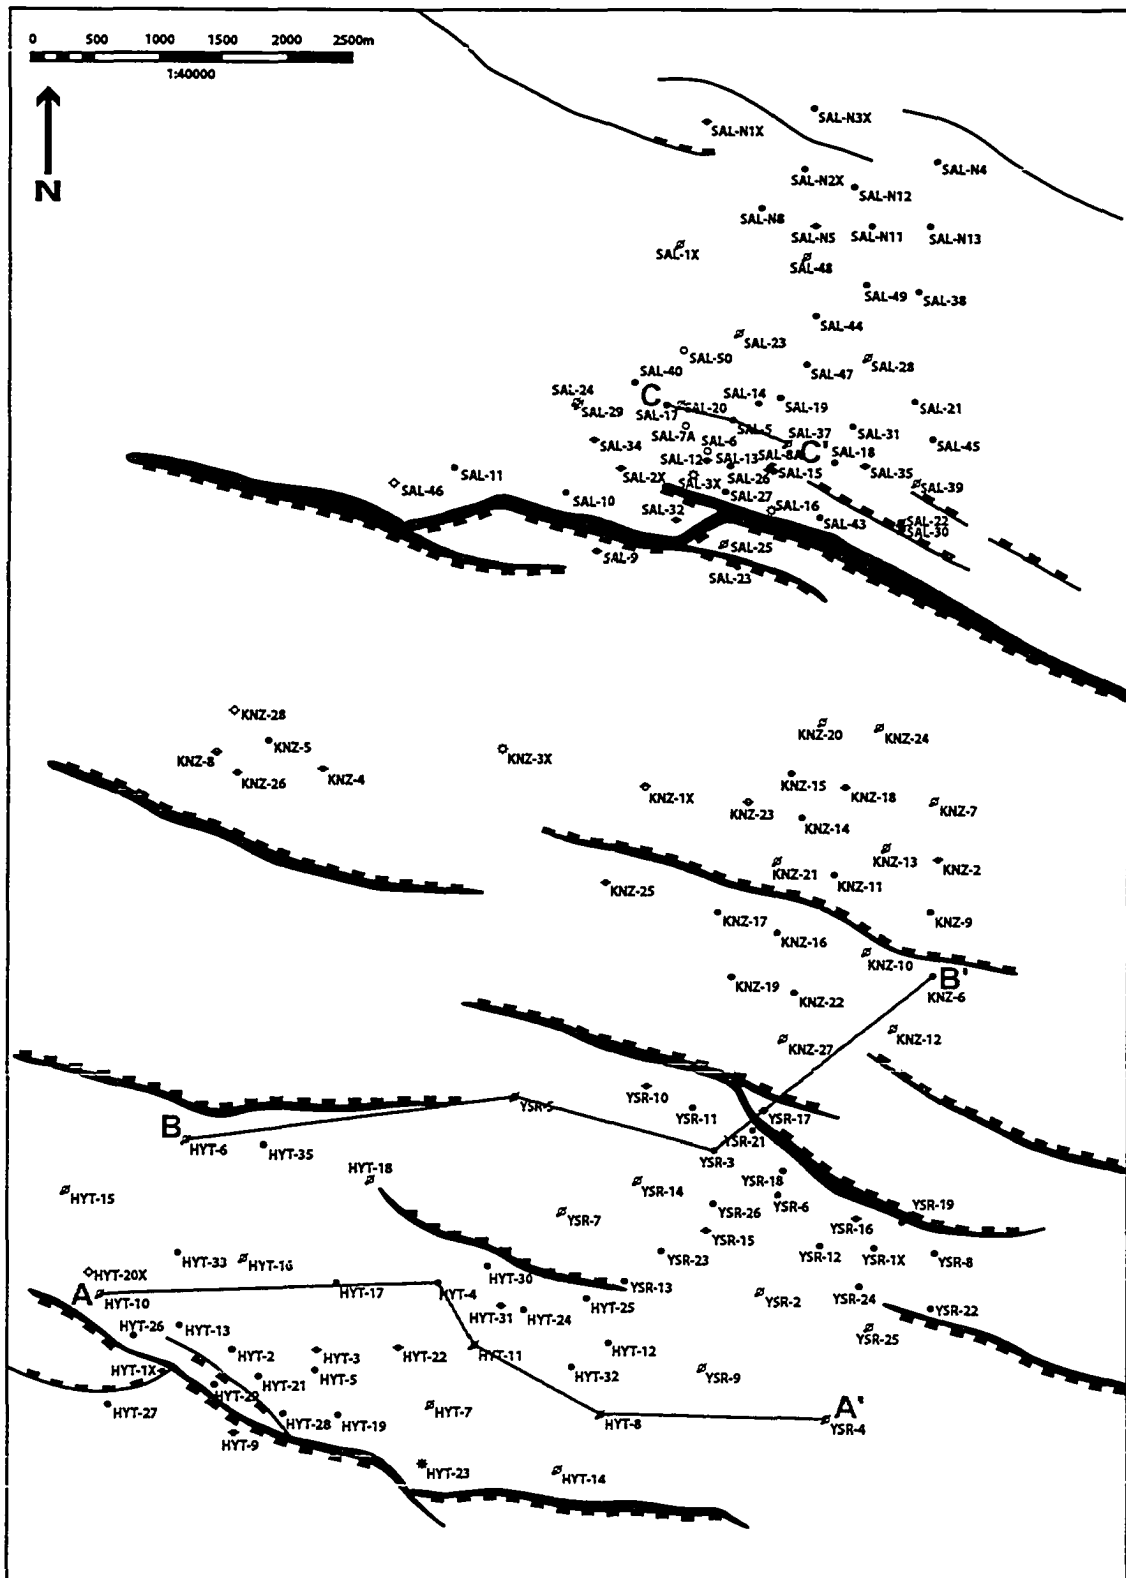 0 500 1000 1500 2000 2500m
1:40000
N
SAL-N3X
SAL-N1X
SAL-N4
SAL-N2X
SAL-N12
SAL-N8
SAL-N5
SAL-N11
SAL-N13
SAL-1X
SAL-48
SAL-49
SAL-38
SAL-44
SAL-23
SAL-50
SAL-28
SAL-47
SAL-40
SAL-24
C
SAL-14
SAL-29
SAL-17
SAL-20
SAL-19
SAL-21
SAL-5
SAL-37
SAL-7A
SAL-31
SAL-6
SAL-34
C'
SAL-45
SAL-8A
SAL-18
SAL-12
SAL-13
SAL-11
SAL-2X
SAL-26
SAL-15
SAL-35
SAL-3X
SAL-46
SAL-39
SAL-10
SAL-27
SAL-16
SAL-32
SAL-43
SAL-22
SAL-30
SAL-25
SAL-9
SAL-23
KNZ-28
KNZ-20
KNZ-24
KNZ-5
KNZ-8
KNZ-3X
KNZ-4
KNZ-26
KNZ-15
KNZ-1X
KNZ-18
KNZ-23
KNZ-7
KNZ-14
KNZ-13
KNZ-2
KNZ-21
KNZ-11
KNZ-25
KNZ-17
KNZ-9
KNZ-16
KNZ-10
B'
KNZ-19
KNZ-6
KNZ-22
KNZ-12
KNZ-27
YSR-10
YSR-5
YSR-11
YSR-17
B
YSR-21
HYT-6
HYT-35
YSR-3
HYT-18
YSR-18
YSR-14
HYT-15
YSR-6
YSR-19
YSR-26
YSR-7
YSR-16
YSR-15
YSR-12
YSR-1X
YSR-8
HYT-33
HYT-16
YSR-23
HYT-20X
HYT-30
A
HYT-10
HYT-17
HYT-4
YSR-13
YSR-2
YSR-24
HYT-25
YSR-22
HYT-31
HYT-24
HYT-26
HYT-13
YSR-25
HYT-2
HYT-3
HYT-22
HYT-11
HYT-12
HYT-1X
HYT-5
HYT-32
YSR-9
HYT-21
HYT-29
HYT-27
HYT-28
HYT-19
HYT-7
HYT-8
A'
YSR-4
HYT-9
HYT-23
HYT-14